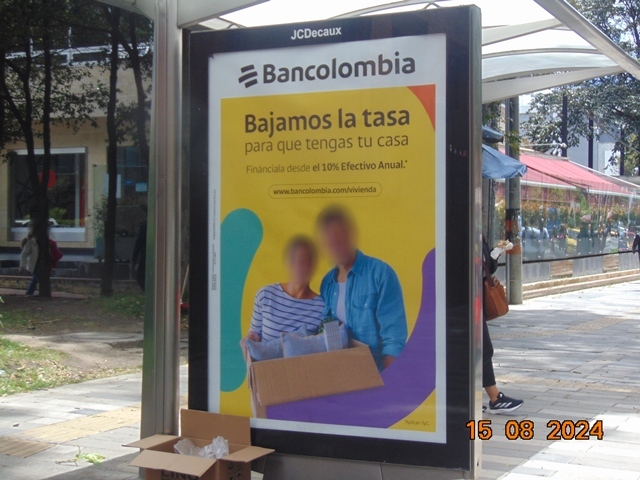 JCDecaux
Bancolombia
Bajamos la tasa
para que tengas tu casa
Fináncíala desde el 10% Efectivo Anual.*
www.bancolombia.com/vivienda
15 08 2024